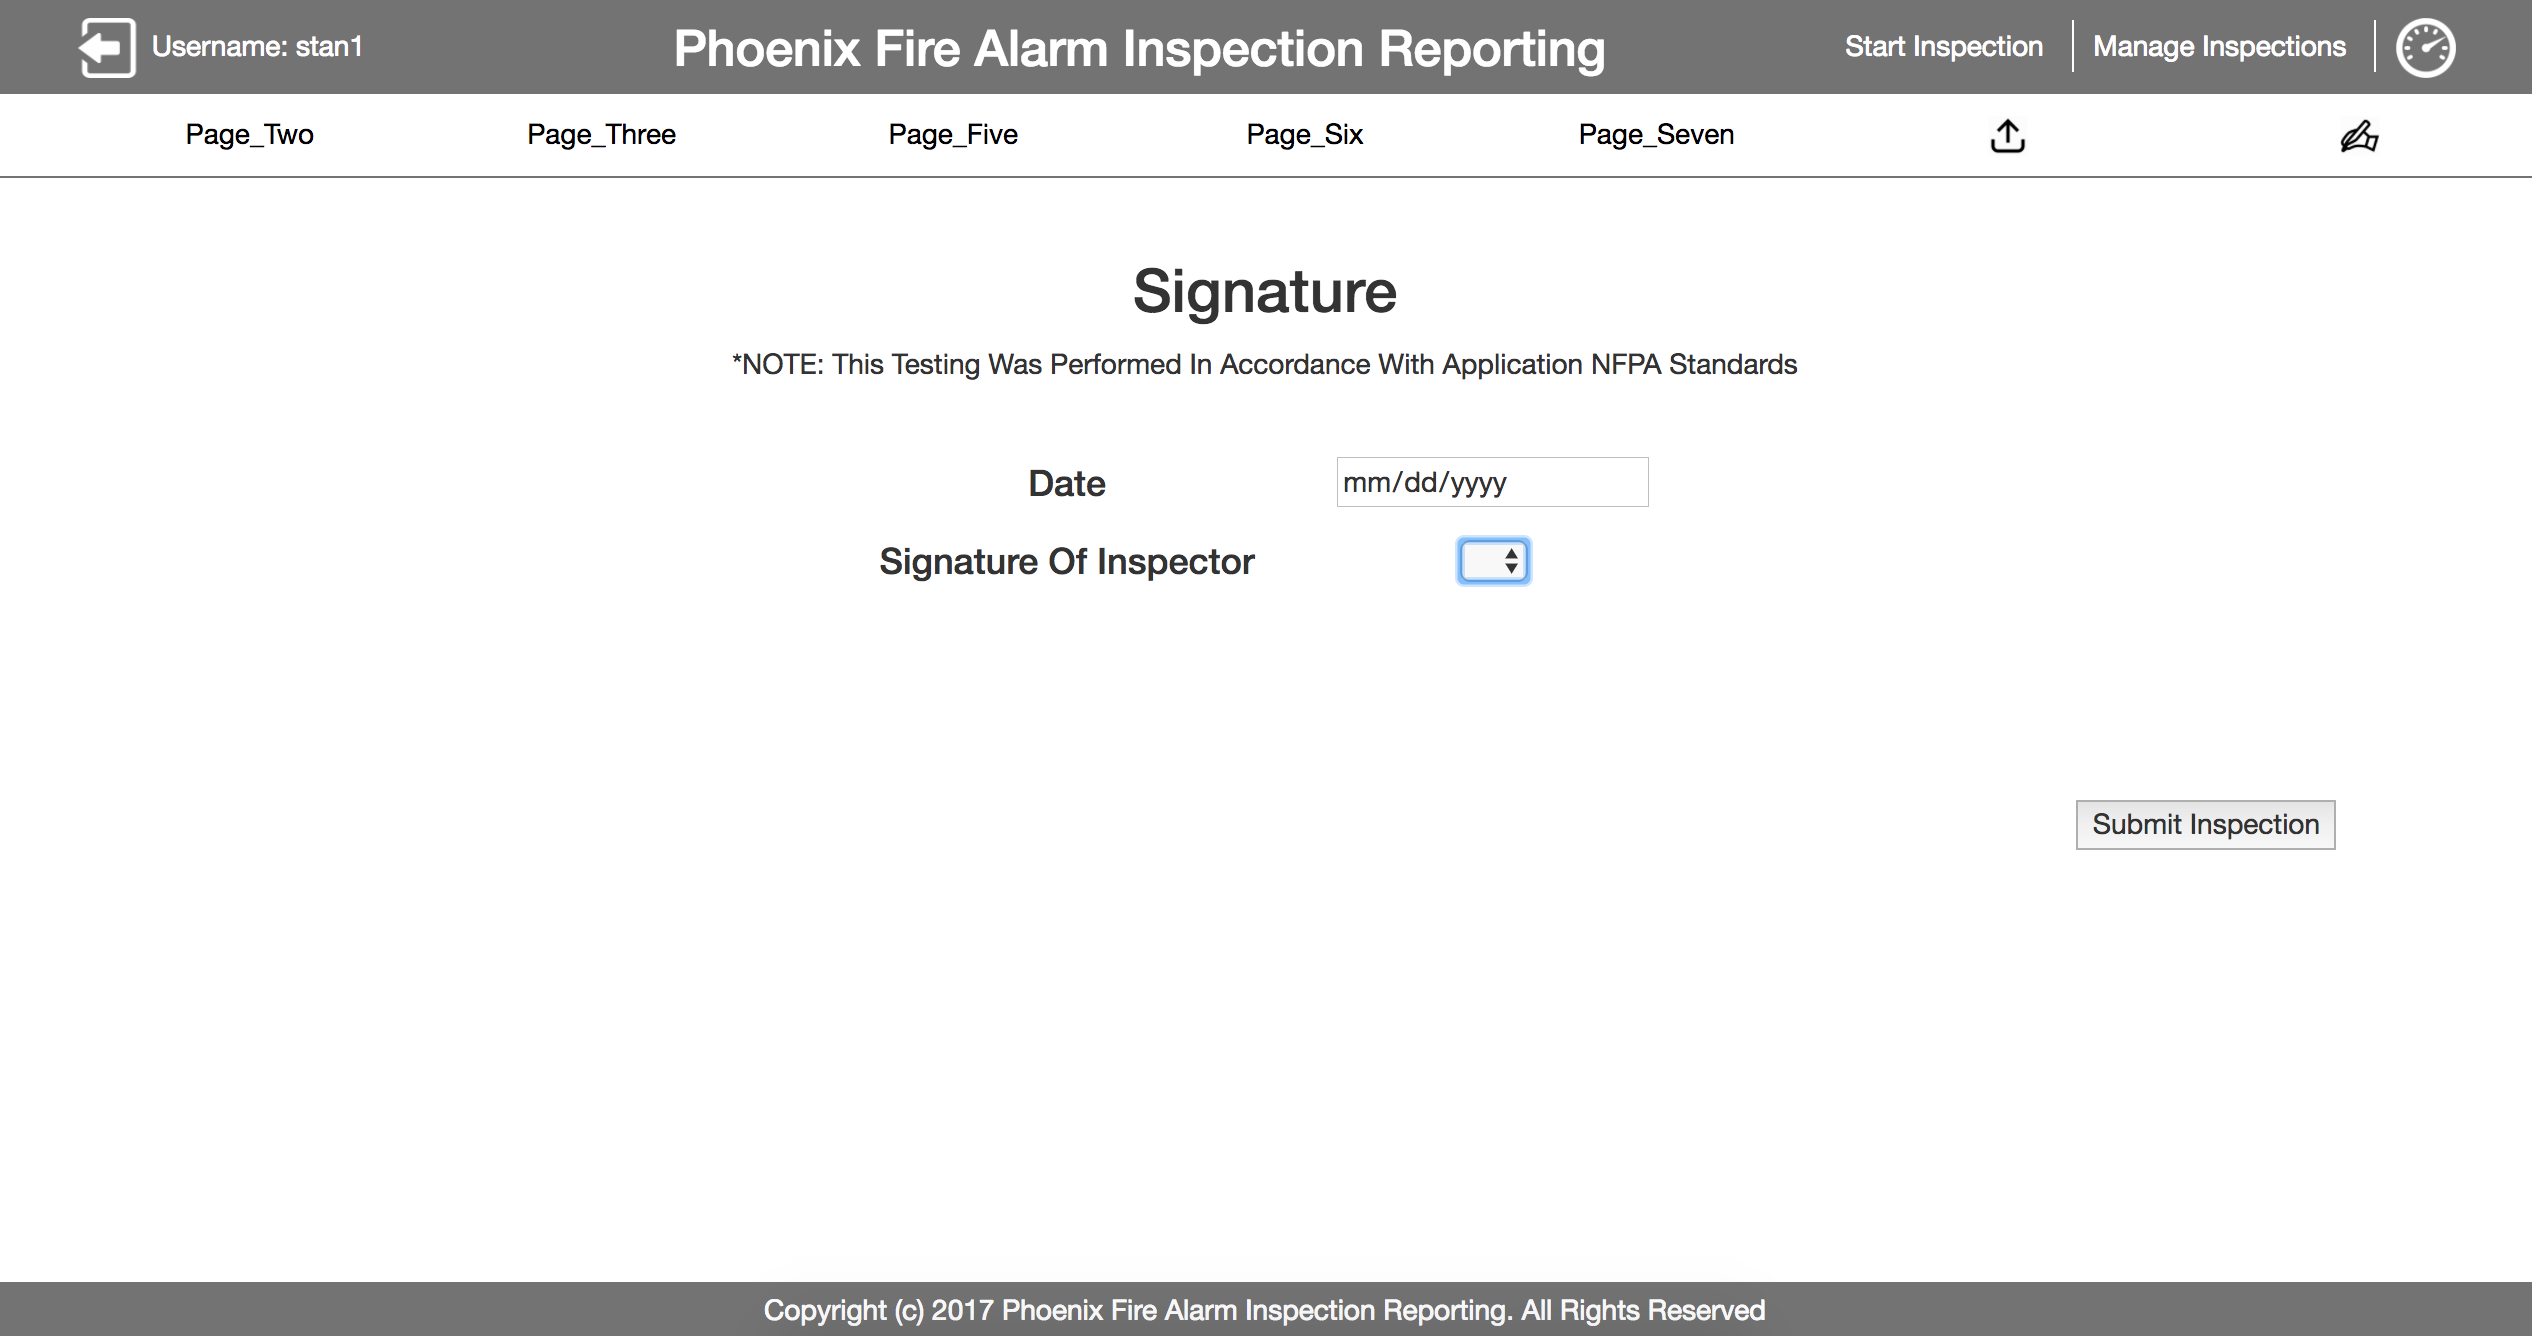 Username: stan1
Phoenix Fire Alarm Inspection Reporting
Start Inspection
Manage Inspections
Page_Two
Page_Three
Page_Five
Page_Six
Page_Seven
Signature
*NOTE: This Testing Was Performed In Accordance With Application NFPA Standards
Date
mm/dd/yyyy
Signature Of Inspector
Submit Inspection
Copyright (c) 2017 Phoenix Fire Alarm Inspection Reporting. All Rights Reserved